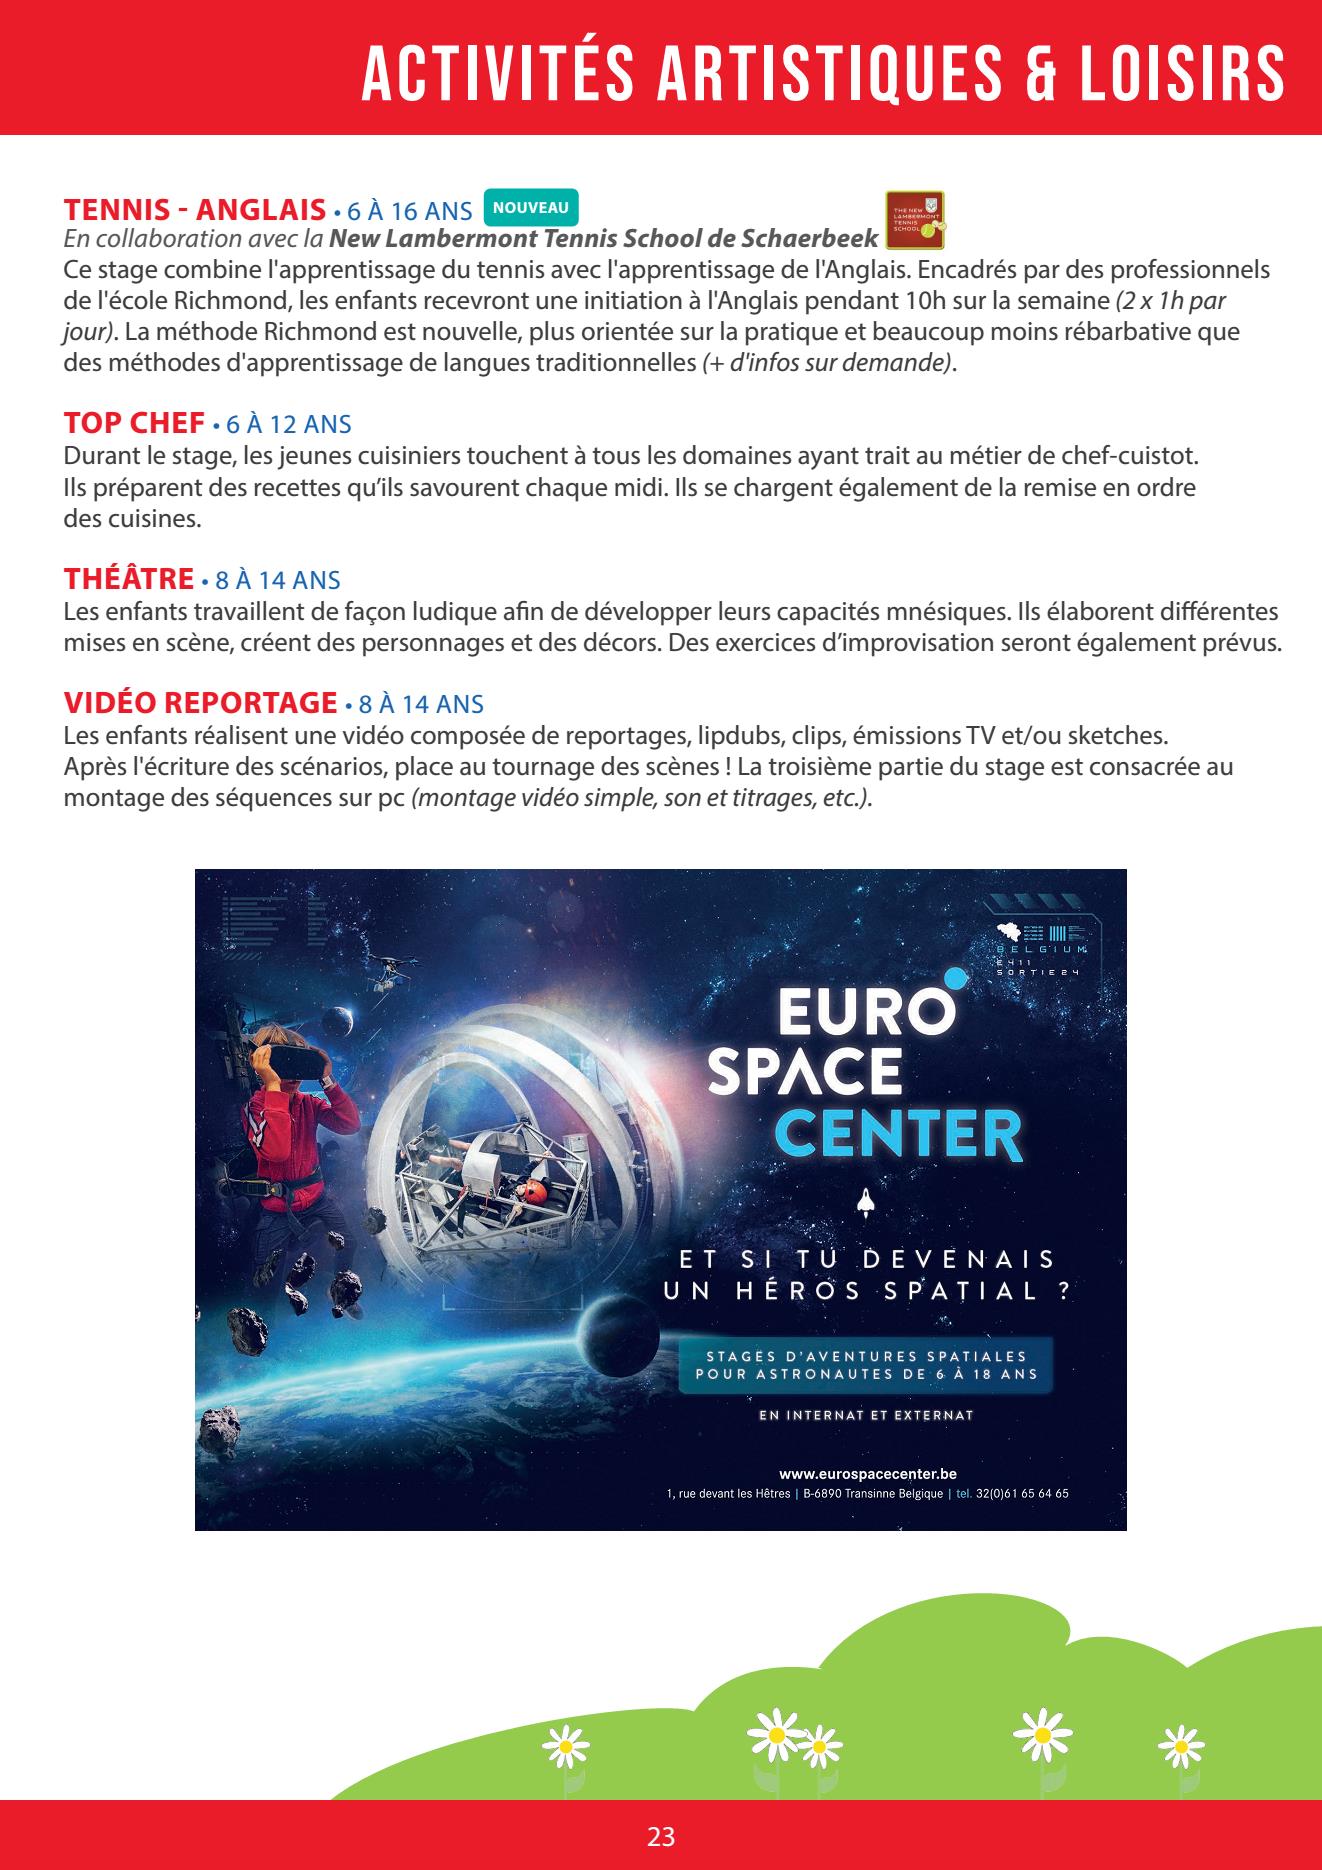 ACTIVITÉS ARTISTIQUES & LOISIRS
TENNIS - ANGLAIS • 6 À 16 ANS NOUVEAU
En collaboration avec la New Lambermont Tennis School de Schaerbeek
THE NEW
LAMBERMONT
TENNIS
SCHOOL
Ce stage combine l'apprentissage du tennis avec l'apprentissage de l'Anglais. Encadrés par des professionnels
de l'école Richmond, les enfants recevront une initiation à l'Anglais pendant 10h sur la semaine (2 x 1h par
jour). La méthode Richmond est nouvelle, plus orientée sur la pratique et beaucoup moins rébarbative que
des méthodes d'apprentissage de langues traditionnelles (+ d'infos sur demande).
TOP CHEF • 6 À 12 ANS
Durant le stage, les jeunes cuisiniers touchent à tous les domaines ayant trait au métier de chef-cuistot.
Ils préparent des recettes qu’ils savourent chaque midi. Ils se chargent également de la remise en ordre
des cuisines.
THÉÂTRE • 8 À 14 ANS
Les enfants travaillent de façon ludique afin de développer leurs capacités mnésiques. Ils élaborent différentes
mises en scène, créent des personnages et des décors. Des exercices d’improvisation seront également prévus.
VIDÉO REPORTAGE • 8 À 14 ANS
Les enfants réalisent une vidéo composée de reportages, lipdubs, clips, émissions TV et/ou sketches.
Après l'écriture des scénarios, place au tournage des scènes ! La troisième partie du stage est consacrée au
montage des séquences sur pc (montage vidéo simple, son et titrages, etc.).
BELGIUM
E411
SORTIE24
EURO
SPACE
CENTER
ET SI TU DEVENAIS
UN HÉROS SPATIAL ?
STAGES D’AVENTURES SPATIALES
POUR ASTRONAUTES DE 6 À 18 ANS
EN INTERNAT ET EXTERNAT
www.eurospacecenter.be
1, rue devant les Hêtres | B-6890 Transinne Belgique | tel. 32(0)61 65 64 65
23